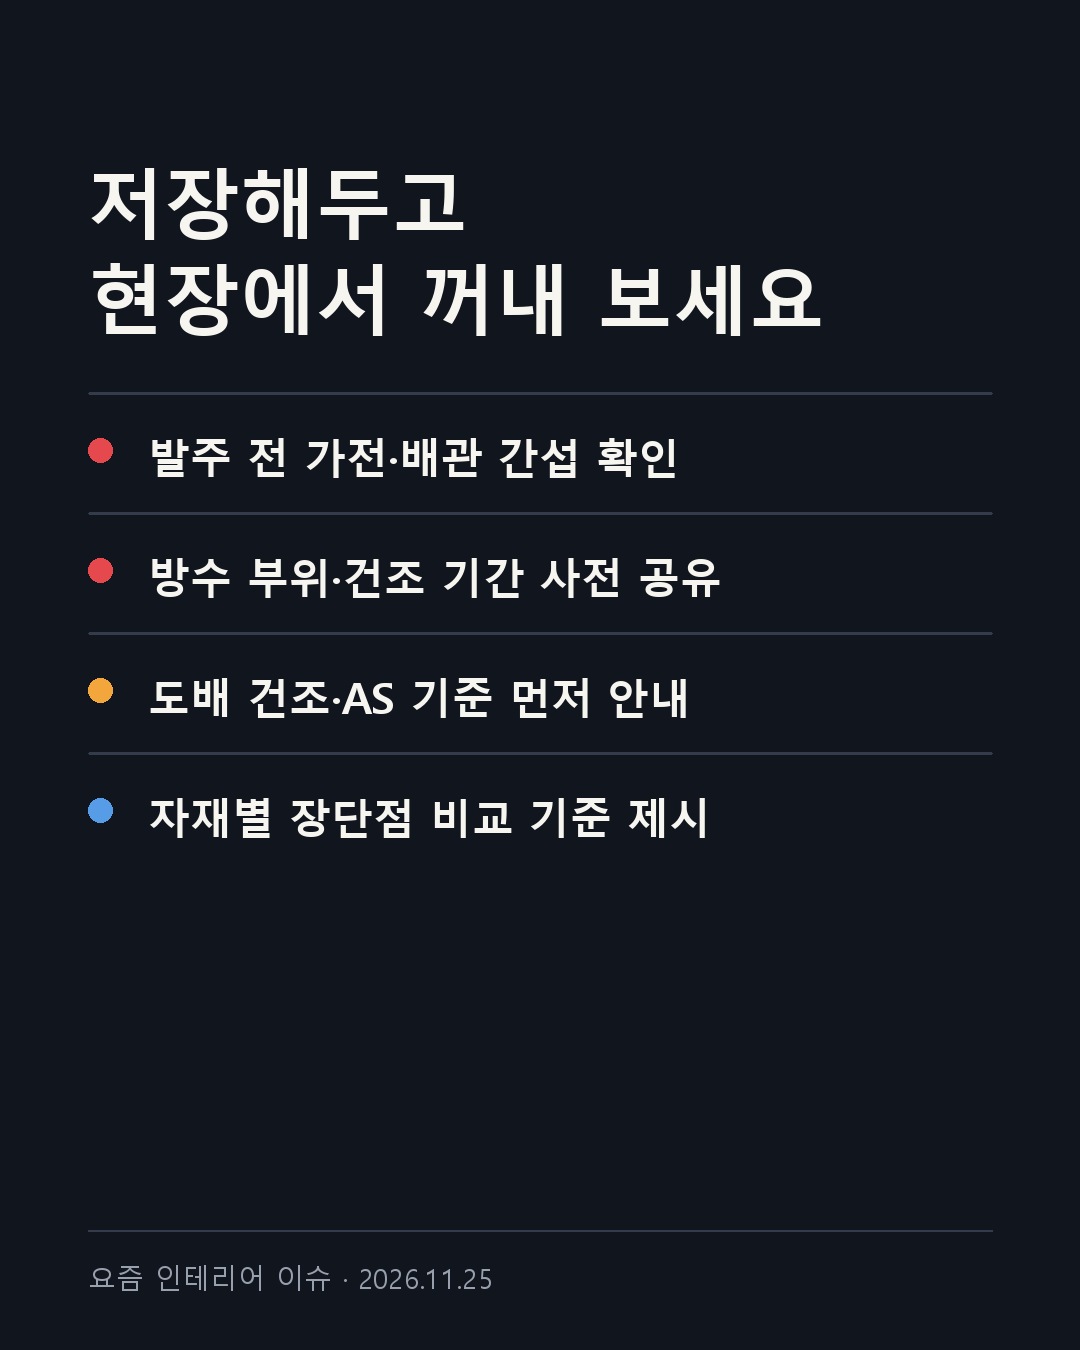 저장해두고
현장에서 꺼내 보세요
발주 전 가전·배관 간섭 확인
방수 부위·건조 기간 사전 공유
도배 건조·AS 기준 먼저 안내
자재별 장단점 비교 기준 제시
요즘 인테리어 이슈 · 2026.11.25